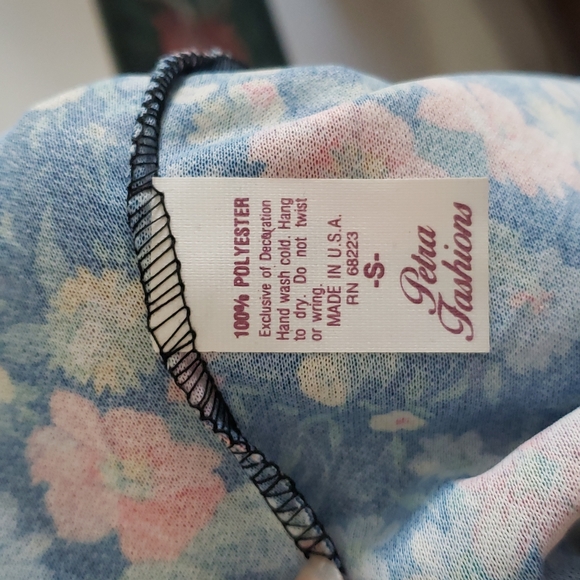 100% POLYESTER
Exclusive of Decoration
Hand wash cold. Hang
to dry. Do not twist
or wring.
MADE IN U.S.A.
RN 68223
-S-
Petra
Fashions